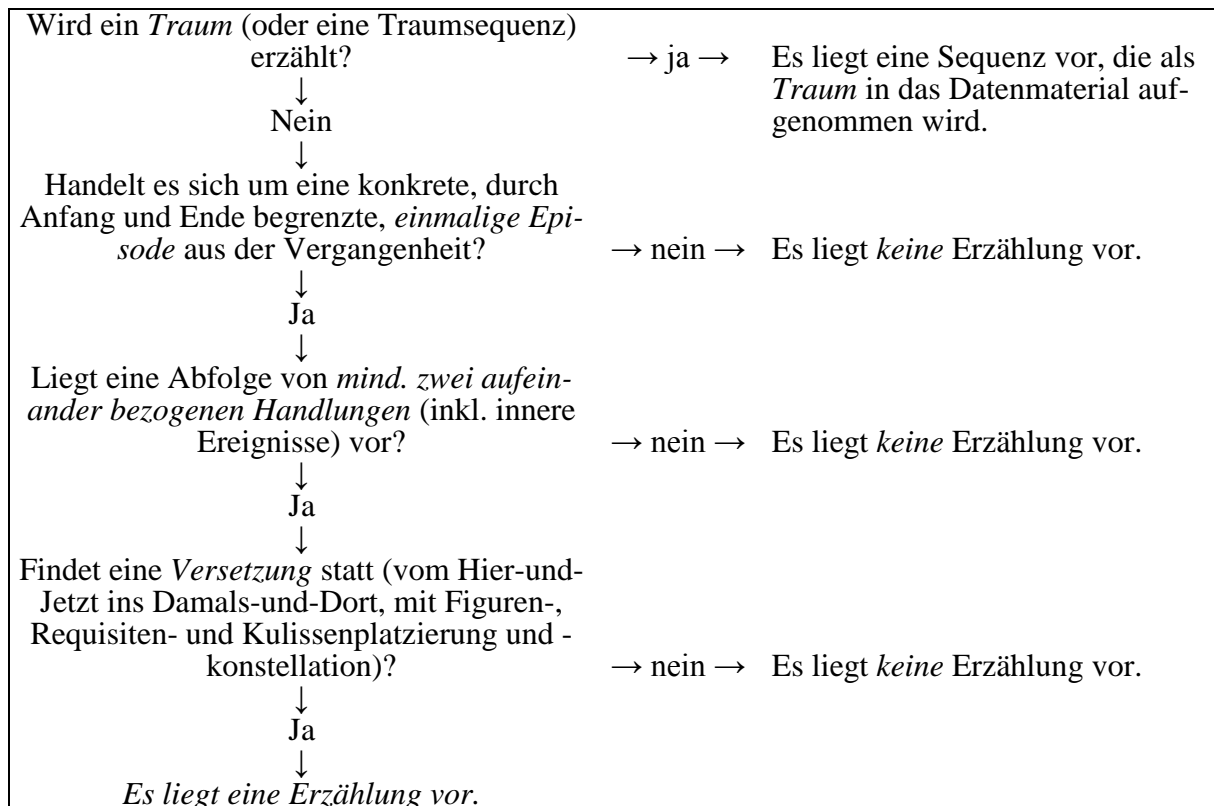 Wird ein Traum (oder eine Traumsequenz)
erzählt? → ja → Es liegt eine Sequenz vor, die als
↓ Traum in das Datenmaterial auf-
Nein genommen wird.
↓
Handelt es sich um eine konkrete, durch
Anfang und Ende begrenzte, einmalige Epi-
sode aus der Vergangenheit? → nein → Es liegt keine Erzählung vor.
↓
Ja
↓
Liegt eine Abfolge von mind. zwei aufein-
ander bezogenen Handlungen (inkl. innere
Ereignisse) vor? → nein → Es liegt keine Erzählung vor.
↓
Ja
↓
Findet eine Versetzung statt (vom Hier-und-
Jetzt ins Damals-und-Dort, mit Figuren-,
Requisiten- und Kulissenplatzierung und -
konstellation)? → nein → Es liegt keine Erzählung vor.
↓
Ja
↓
Es liegt eine Erzählung vor.